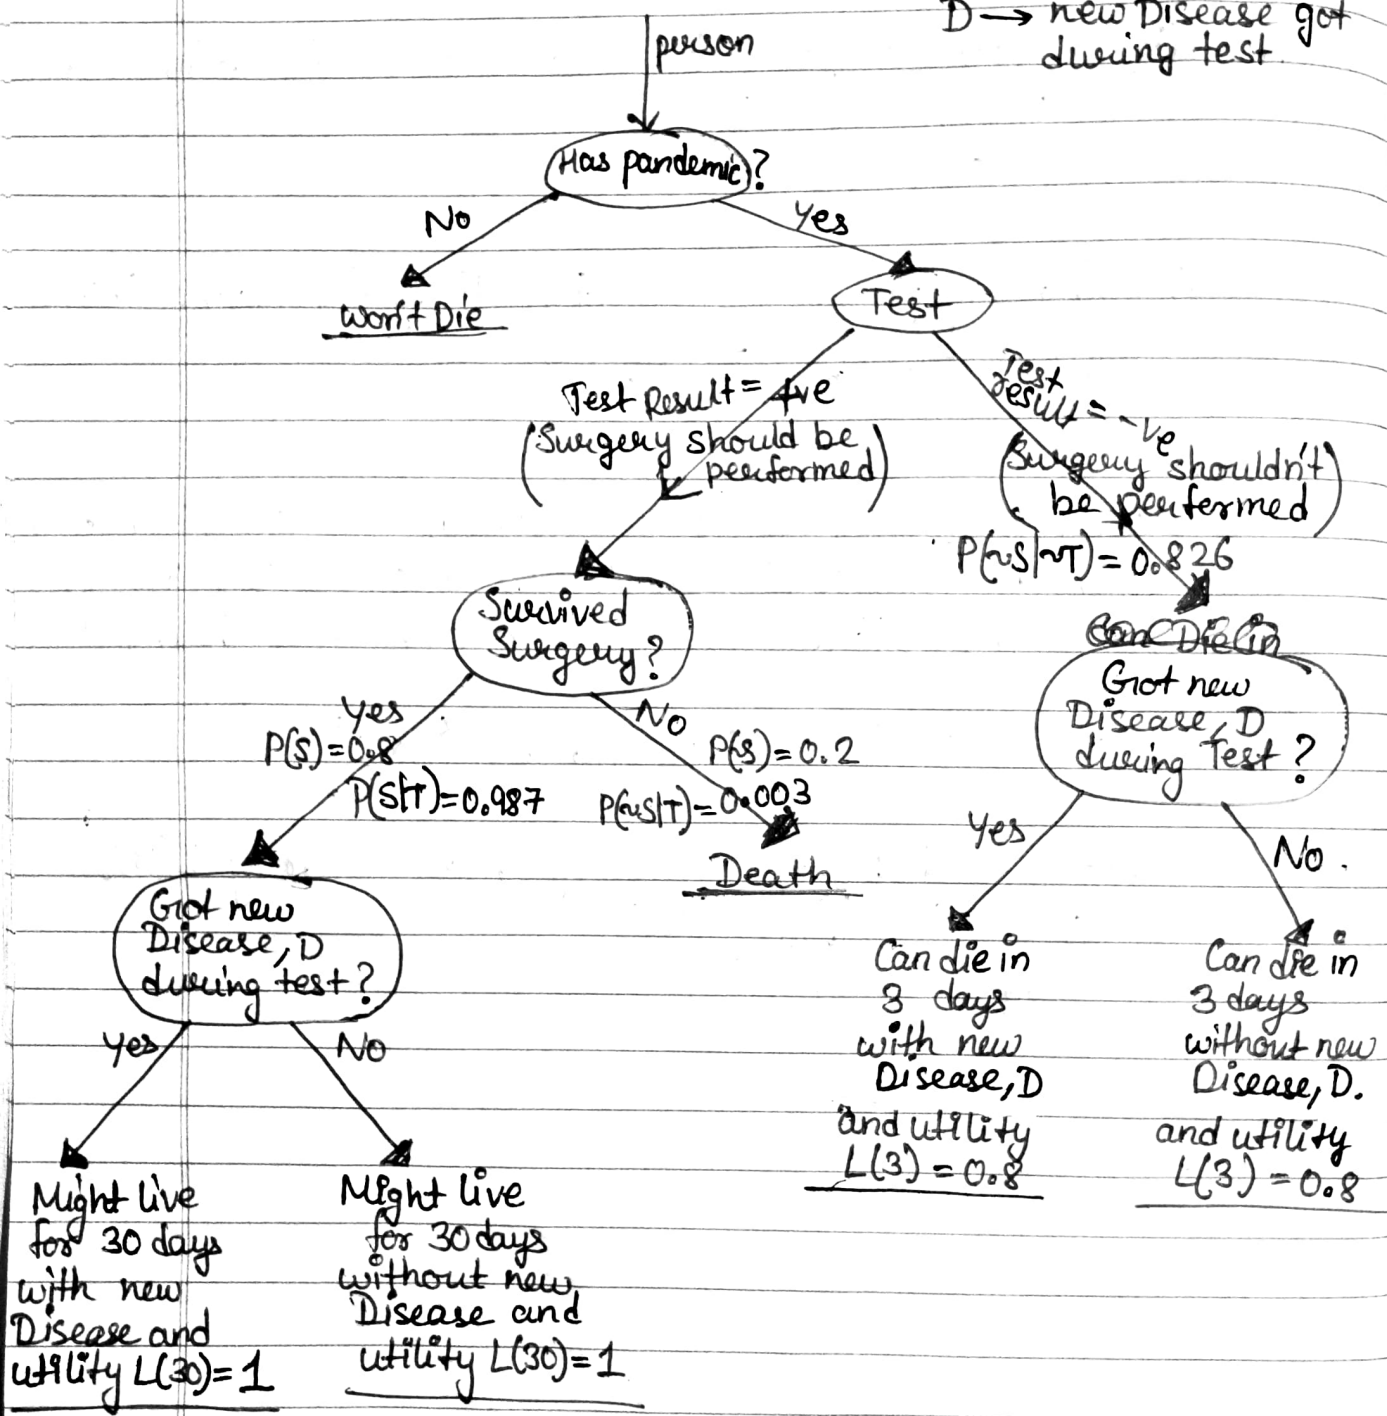 D → new Disease got
during test
person
Has pandemic?
No
Yes
Won't Die
Test
Test Result = +ve
(Surgery should be
performed)
Test
result = -ve
(Surgery shouldn't
be performed)
P(~S|~T) = 0.826
Can Die in
Survived
Surgery?
Got new
Disease, D
during Test?
Yes
P(S) = 0.8
P(S|T) = 0.987
No
P(S) = 0.2
P(~S|T) = 0.003
Death
Yes
No.
Got new
Disease, D
during test?
Can die in
3 days
with new
Disease, D
and utility
L(3) = 0.8
Can die in
3 days
without new
Disease, D.
and utility
L(3) = 0.8
Yes
No
Might live
for 30 days
with new
Disease and
utility L(30) = 1
Might live
for 30 days
without new
Disease and
utility L(30) = 1